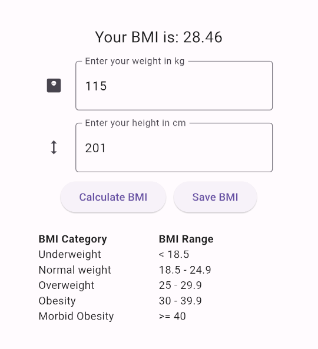 Your BMI is: 28.46
Enter your weight in kg
115
Enter your height in cm
201
Calculate BMI Save BMI
BMI Category BMI Range
Underweight < 18.5
Normal weight 18.5 - 24.9
Overweight 25 - 29.9
Obesity 30 - 39.9
Morbid Obesity >= 40